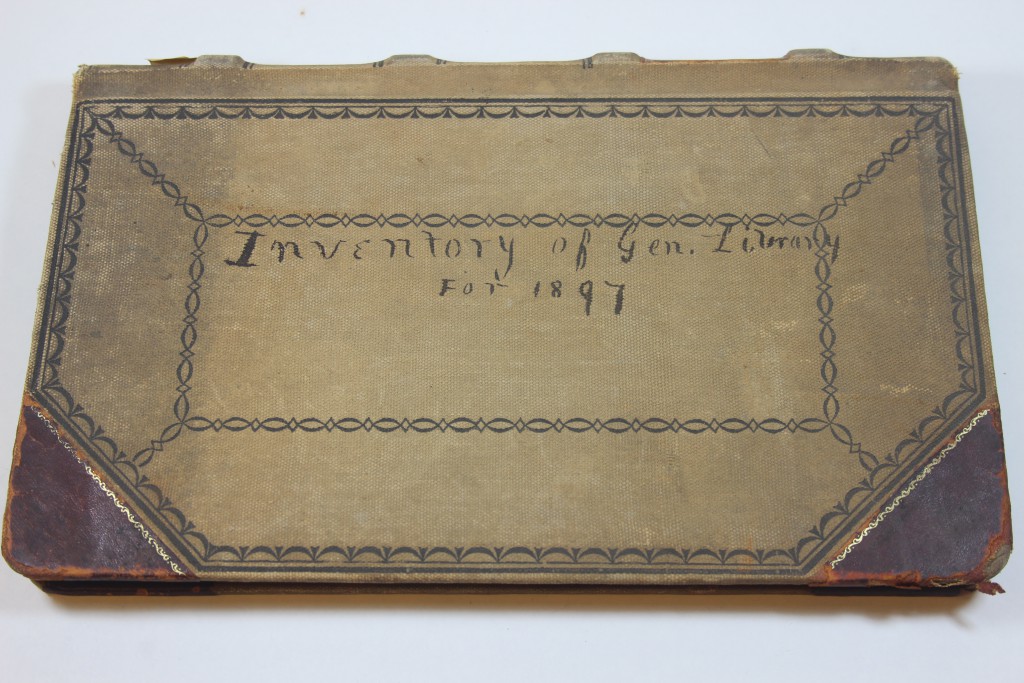 Inventory of Gen. Library
For 1897